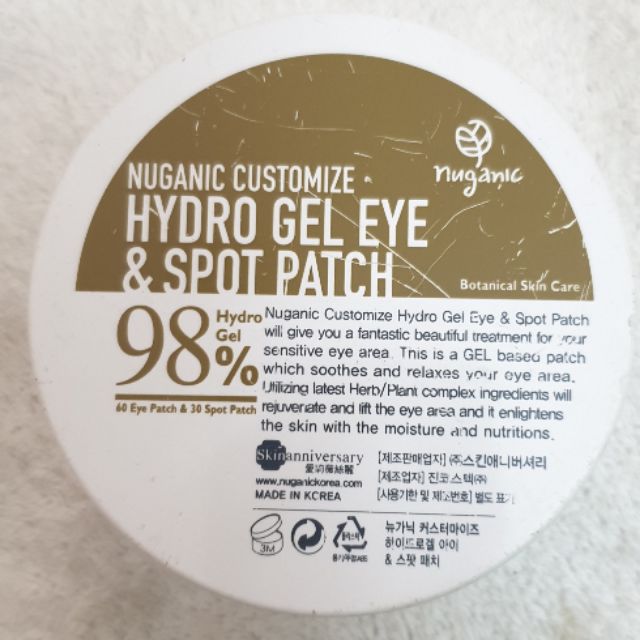 nuganic
NUGANIC CUSTOMIZE
HYDRO GEL EYE
& SPOT PATCH
Botanical Skin Care
98%
Hydro
Gel
60 Eye Patch & 30 Spot Patch
Nuganic Customize Hydro Gel Eye & Spot Patch
will give you a fantastic beautiful treatment for your
sensitive eye area. This is a GEL based patch
which soothes and relaxes your eye area.
Utilizing latest Herb/Plant complex ingredients will
rejuvenate and lift the eye area and it enlightens
the skin with the moisture and nutritions.
Skinanniversary
www.nuganickorea.com
MADE IN KCREA
[제조판매업자] ㈜스킨애니버셔리
[제조업자] 진코스텍㈜
[사용기한 및 제조번호] 별도 표기
3M
뉴가닉 커스터마이즈
하이드로겔 아이
& 스팟 패치